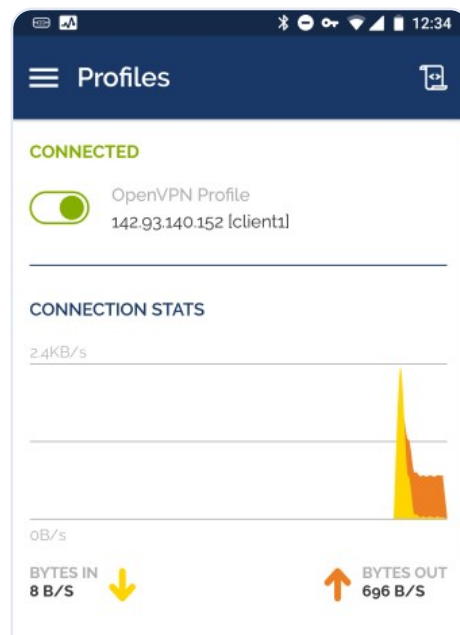 12:34
Profiles
CONNECTED
OpenVPN Profile
142.93.140.152 [client1]
CONNECTION STATS
2.4KB/s
0B/s
BYTES IN
8 B/S
BYTES OUT
696 B/S